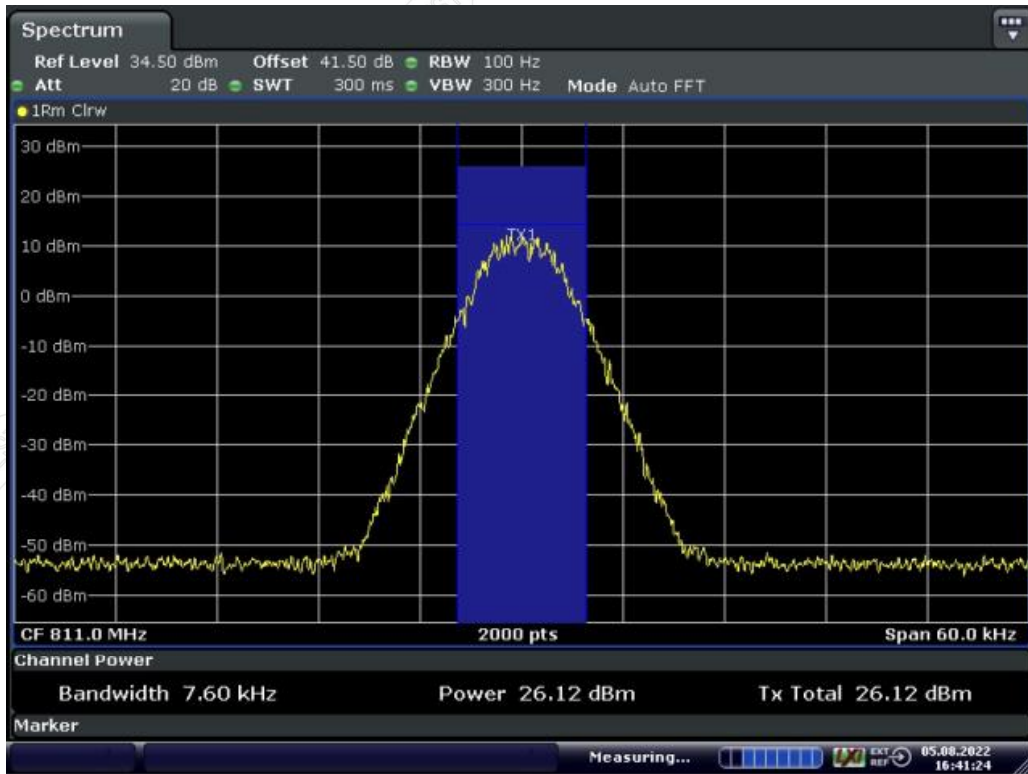 Spectrum
Ref Level 34.50 dBm Offset 41.50 dB RBW 100 Hz
Att 20 dB SWT 300 ms VBW 300 Hz Mode Auto FFT
1Rm Clrw
30 dBm
20 dBm
TX1
10 dBm
0 dBm
-10 dBm
-20 dBm
-30 dBm
-40 dBm
-50 dBm
-60 dBm
CF 811.0 MHz 2000 pts Span 60.0 kHz
Channel Power
Bandwidth 7.60 kHz Power 26.12 dBm Tx Total 26.12 dBm
Marker
Measuring... LXI EXT REF 05.08.2022
16:41:24